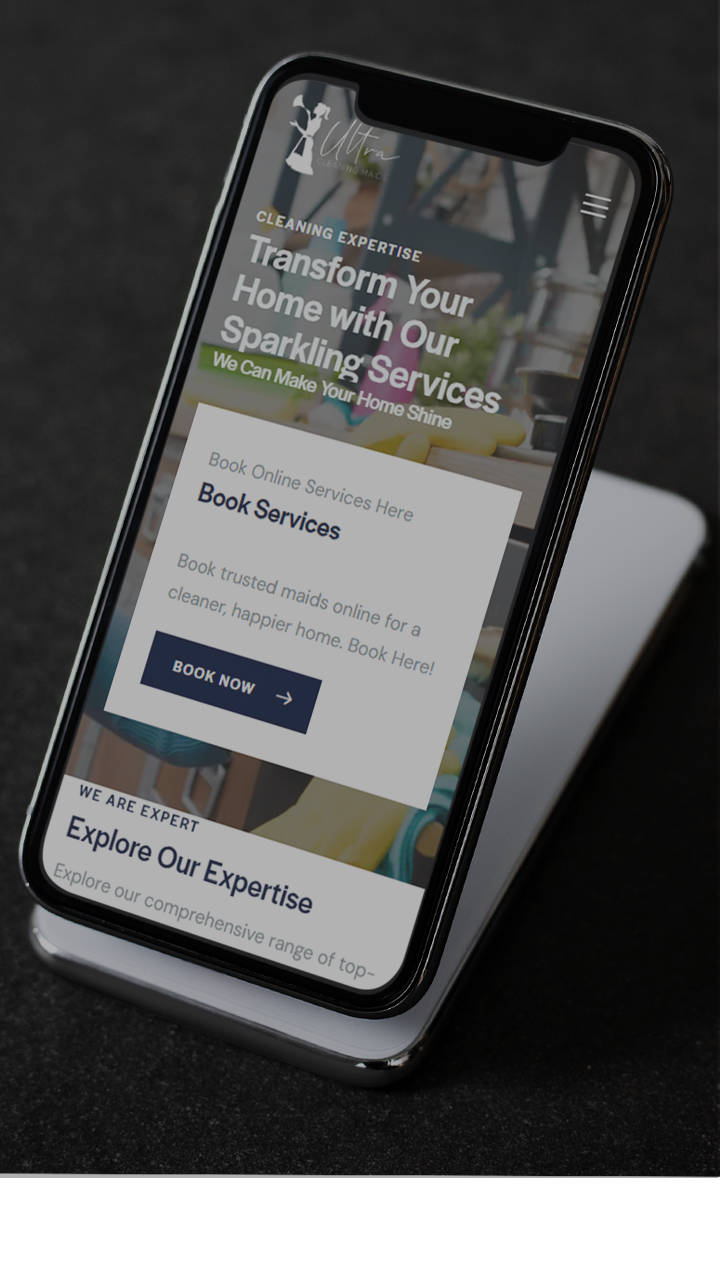 Ultra
CLEANING MAIDS
CLEANING EXPERTISE
Transform Your
Home with Our
Sparkling Services
We Can Make Your Home Shine
Book Online Services Here
Book Services
Book trusted maids online for a
cleaner, happier home. Book Here!
BOOK NOW
WE ARE EXPERT
Explore Our Expertise
Explore our comprehensive range of top-